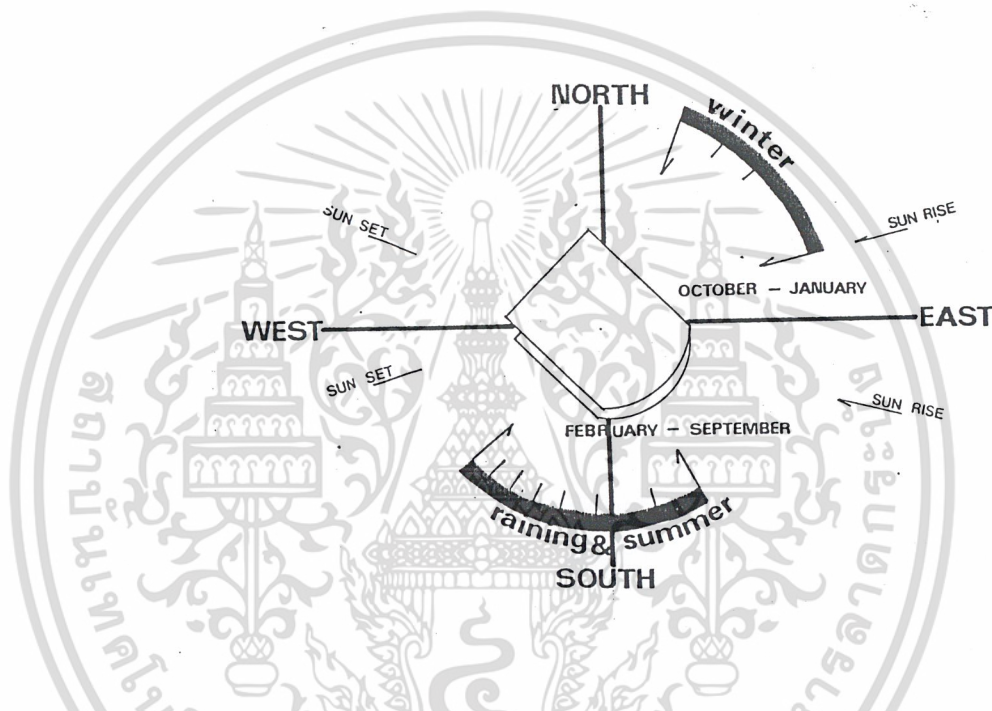 NORTH
winter
SUN SET
SUN RISE
OCTOBER – JANUARY
WEST
EAST
SUN SET
SUN RISE
FEBRUARY – SEPTEMBER
raining & summer
SOUTH